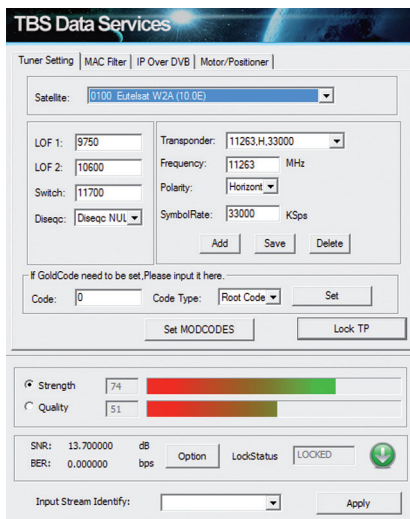 TBS Data Services
Tuner Setting MAC Filter IP Over DVB Motor/Positioner
Satellite: 0100 Eutelsat W2A (10.0E)
LOF 1: 9750
LOF 2: 10600
Switch: 11700
Diseqc: Diseqc NUL
Transponder: 11263,H,33000
Frequency: 11263 MHz
Polarity: Horizont
SymbolRate: 33000 KSps
Add Save Delete
If GoldCode need to be set,Please input it here.
Code: 0 Code Type: Root Code Set
Set MODCODES Lock TP
Strength 74
Quality 51
SNR: 13.700000 dB
BER: 0.000000 bps
Option LockStatus LOCKED
Input Stream Identify: Apply